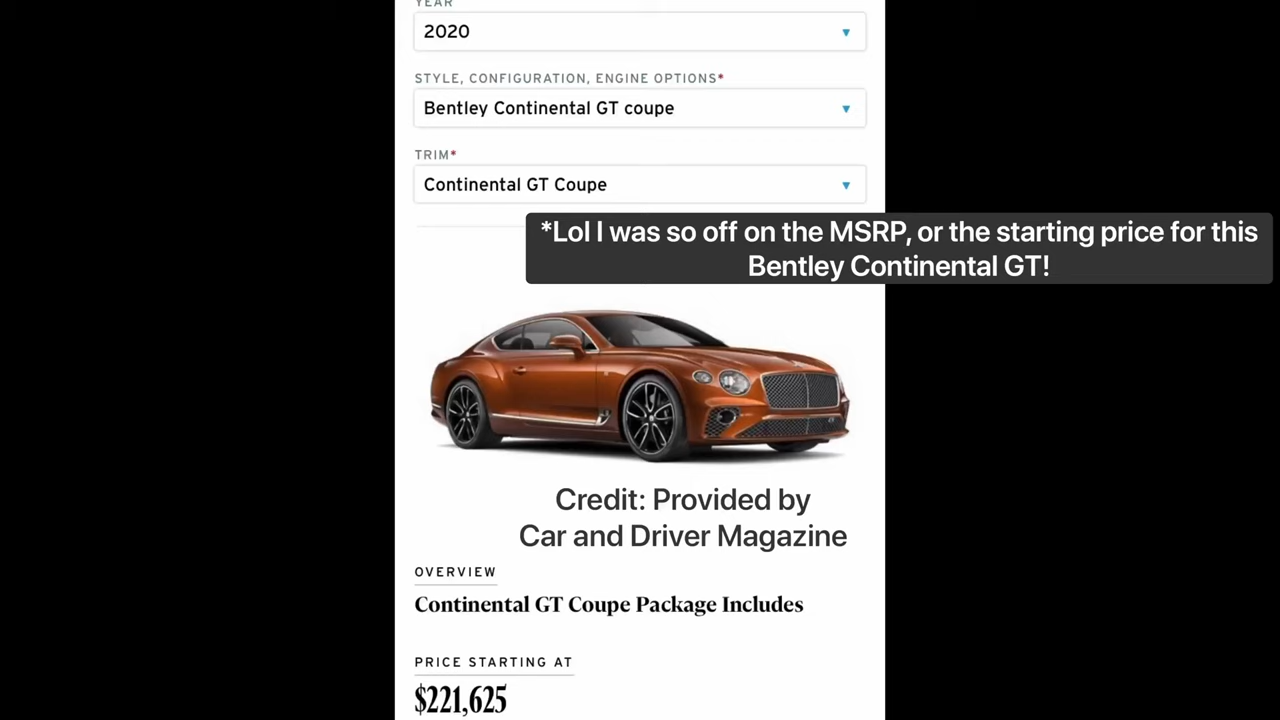 YEAR
2020
STYLE, CONFIGURATION, ENGINE OPTIONS*
Bentley Continental GT coupe
TRIM*
Continental GT Coupe
*Lol I was so off on the MSRP, or the starting price for this
Bentley Continental GT!
Credit: Provided by
Car and Driver Magazine
OVERVIEW
Continental GT Coupe Package Includes
PRICE STARTING AT
$221,625